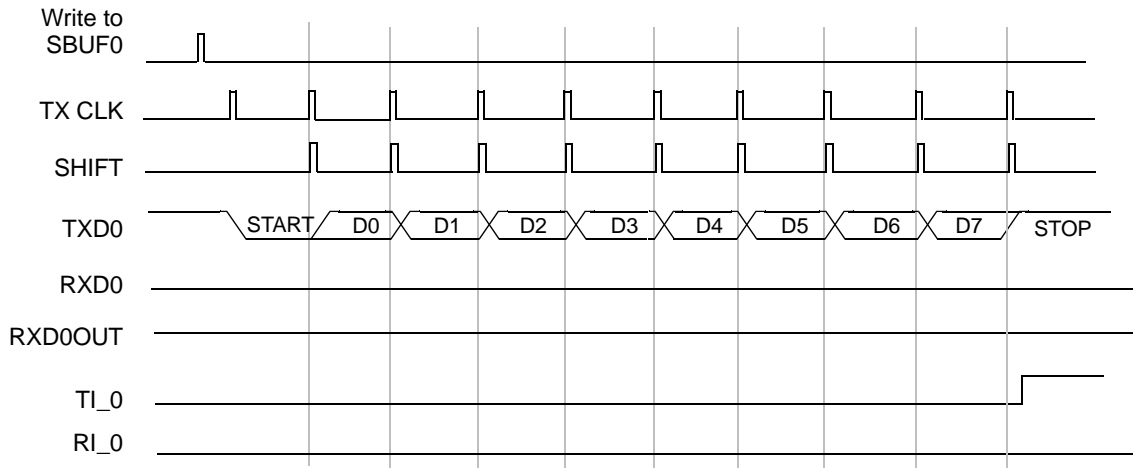 Write to
SBUF0
TX CLK
SHIFT
TXD0 START D0 D1 D2 D3 D4 D5 D6 D7 STOP
RXD0
RXD0OUT
TI_0
RI_0